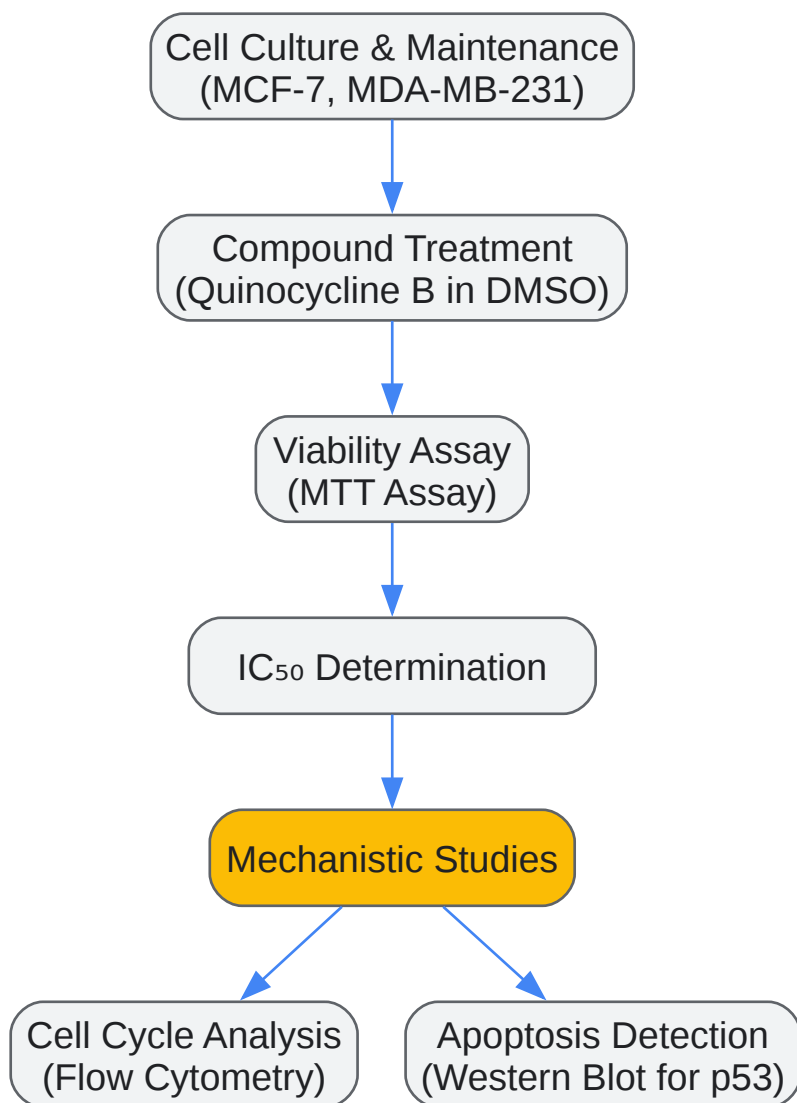 Cell Culture & Maintenance
(MCF-7, MDA-MB-231)
Compound Treatment
(Quinocycline B in DMSO)
Viability Assay
(MTT Assay)
IC₅₀ Determination
Mechanistic Studies
Cell Cycle Analysis
(Flow Cytometry)
Apoptosis Detection
(Western Blot for p53)